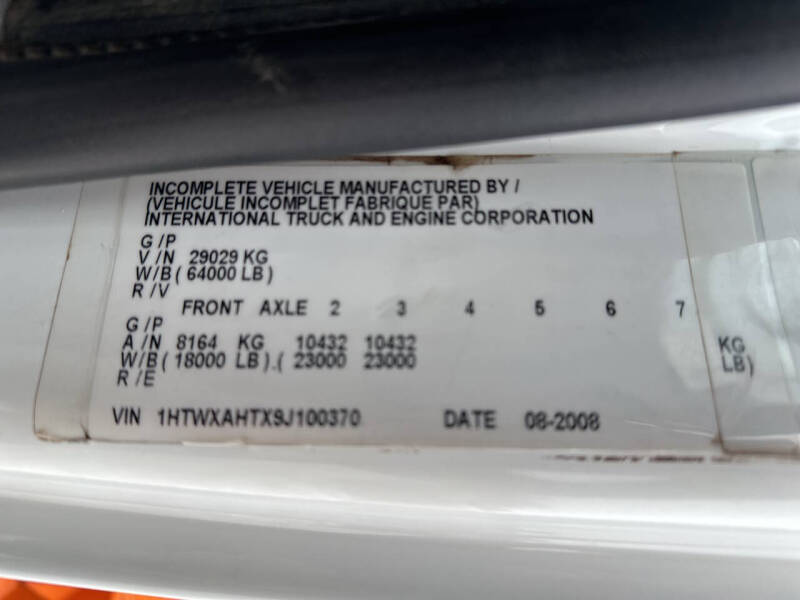 INCOMPLETE VEHICLE MANUFACTURED BY /
(VEHICULE INCOMPLET FABRIQUE PAR)
INTERNATIONAL TRUCK AND ENGINE CORPORATION
G/P
V/N 29029 KG
W/B ( 64000 LB )
R/V
FRONT AXLE 2 3 4 5 6 7
G/P
A/N 8164 KG 10432 10432 KG
W/B ( 18000 LB ).( 23000 23000 LB)
R/E
VIN 1HTWXAHTX9J100370 DATE 08-2008